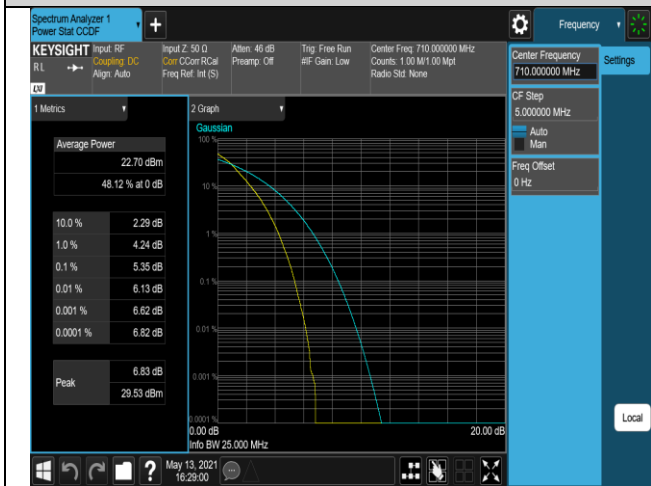 Spectrum Analyzer 1
Power Stat CCDF
Frequency
KEYSIGHT
RL
LXI
Input: RF
Coupling: DC
Align: Auto
Input Z: 50 Ω
Corr CCorr RCal
Freq Ref: Int (S)
Atten: 46 dB
Preamp: Off
Trig: Free Run
#IF Gain: Low
Center Freq: 710.000000 MHz
Counts: 1.00 M/1.00 Mpt
Radio Std: None
Center Frequency
710.000000 MHz
Settings
CF Step
5.000000 MHz
Auto
Man
Freq Offset
0 Hz
1 Metrics
Average Power
22.70 dBm
48.12 % at 0 dB
10.0 % 2.29 dB
1.0 % 4.24 dB
0.1 % 5.35 dB
0.01 % 6.13 dB
0.001 % 6.62 dB
0.0001 % 6.82 dB
Peak
6.83 dB
29.53 dBm
2 Graph
Gaussian
100 %
10 %
1 %
0.1 %
0.01 %
0.001 %
0.0001 %
0.00 dB
20.00 dB
Info BW 25.000 MHz
Local
?
May 13, 2021
16:29:00